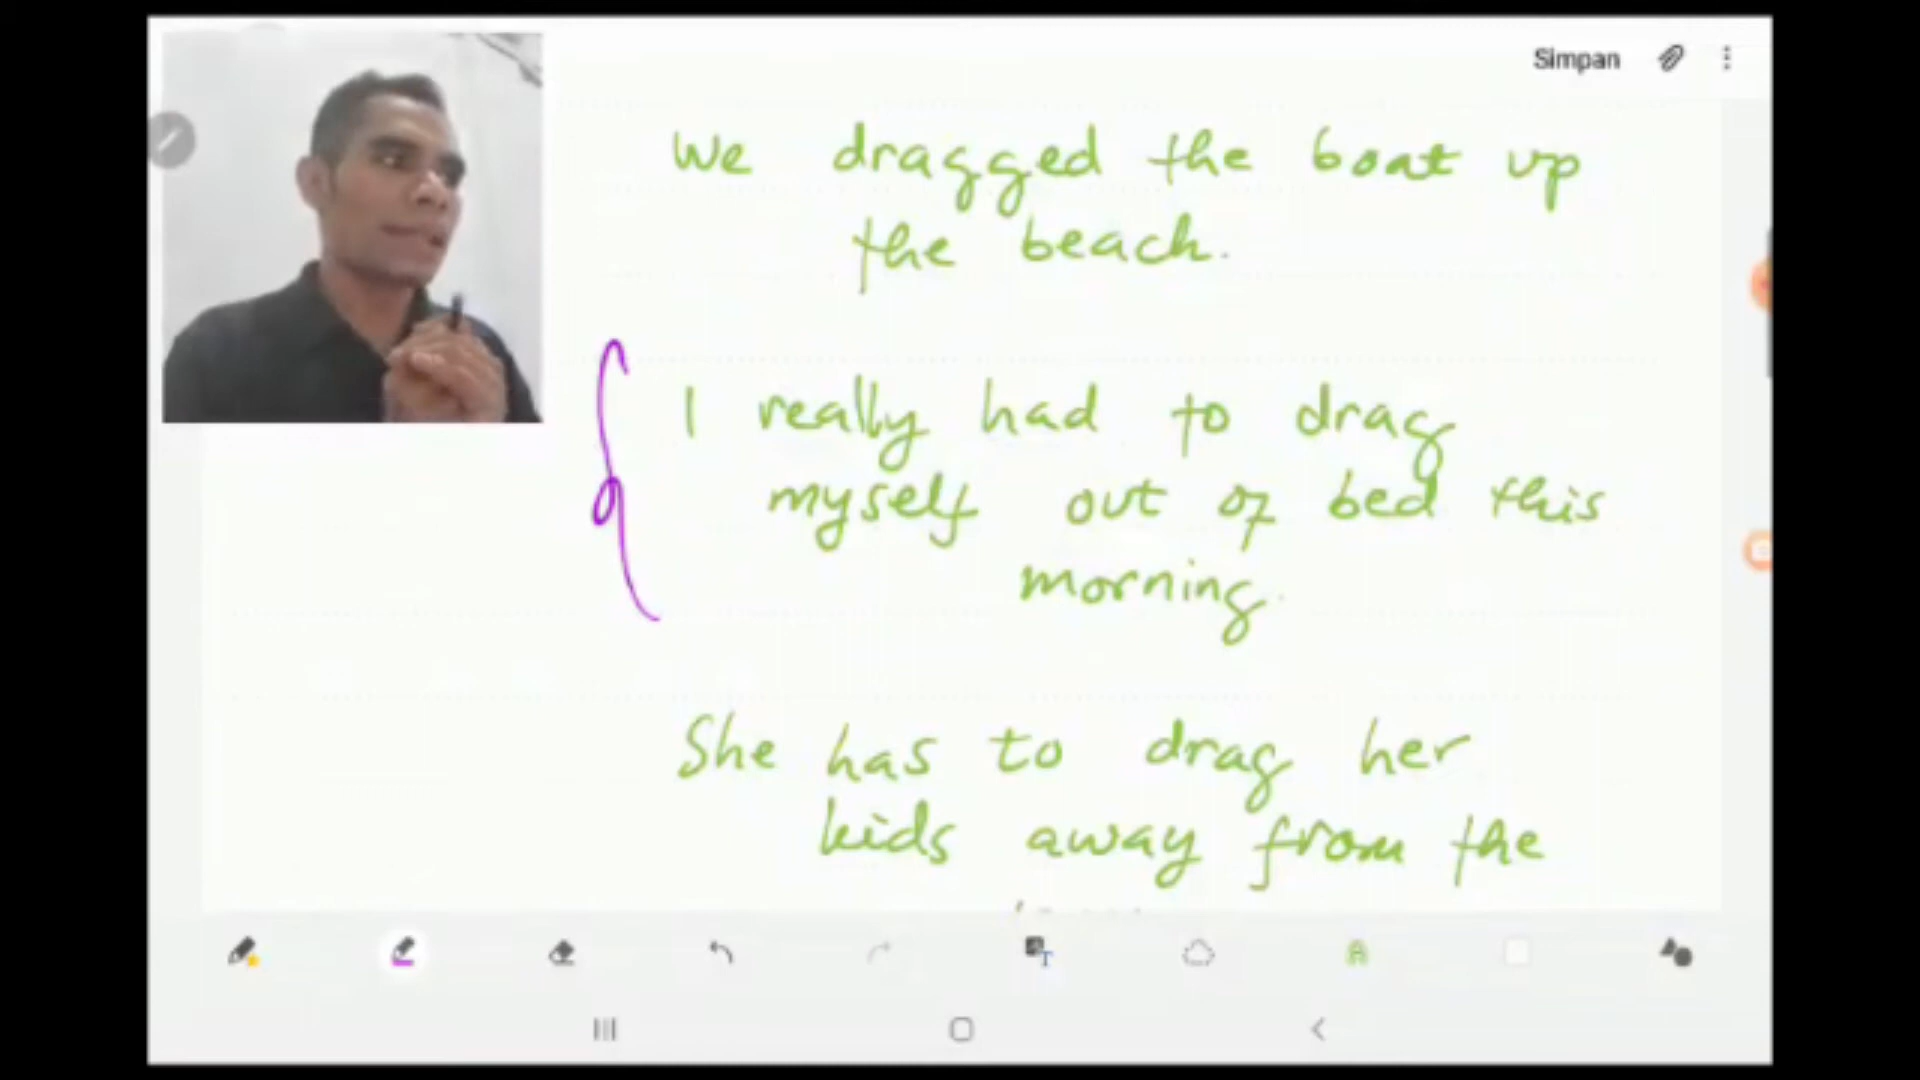 Simpan
We dragged the boat up
the beach.
I really had to drag
myself out of bed this
morning.
She has to drag her
kids away from the